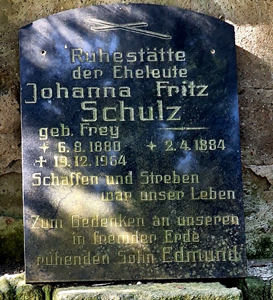 Ruhestätte
der Eheleute
Johanna Fritz
Schulz
geb. Frey
* 6.8.1880 * 2.4.1884
+ 19.12.1964
Schaffen und Streben
war unser Leben
Zum Gedenken an unseren
in fremder Erde
ruhenden Sohn Edmund